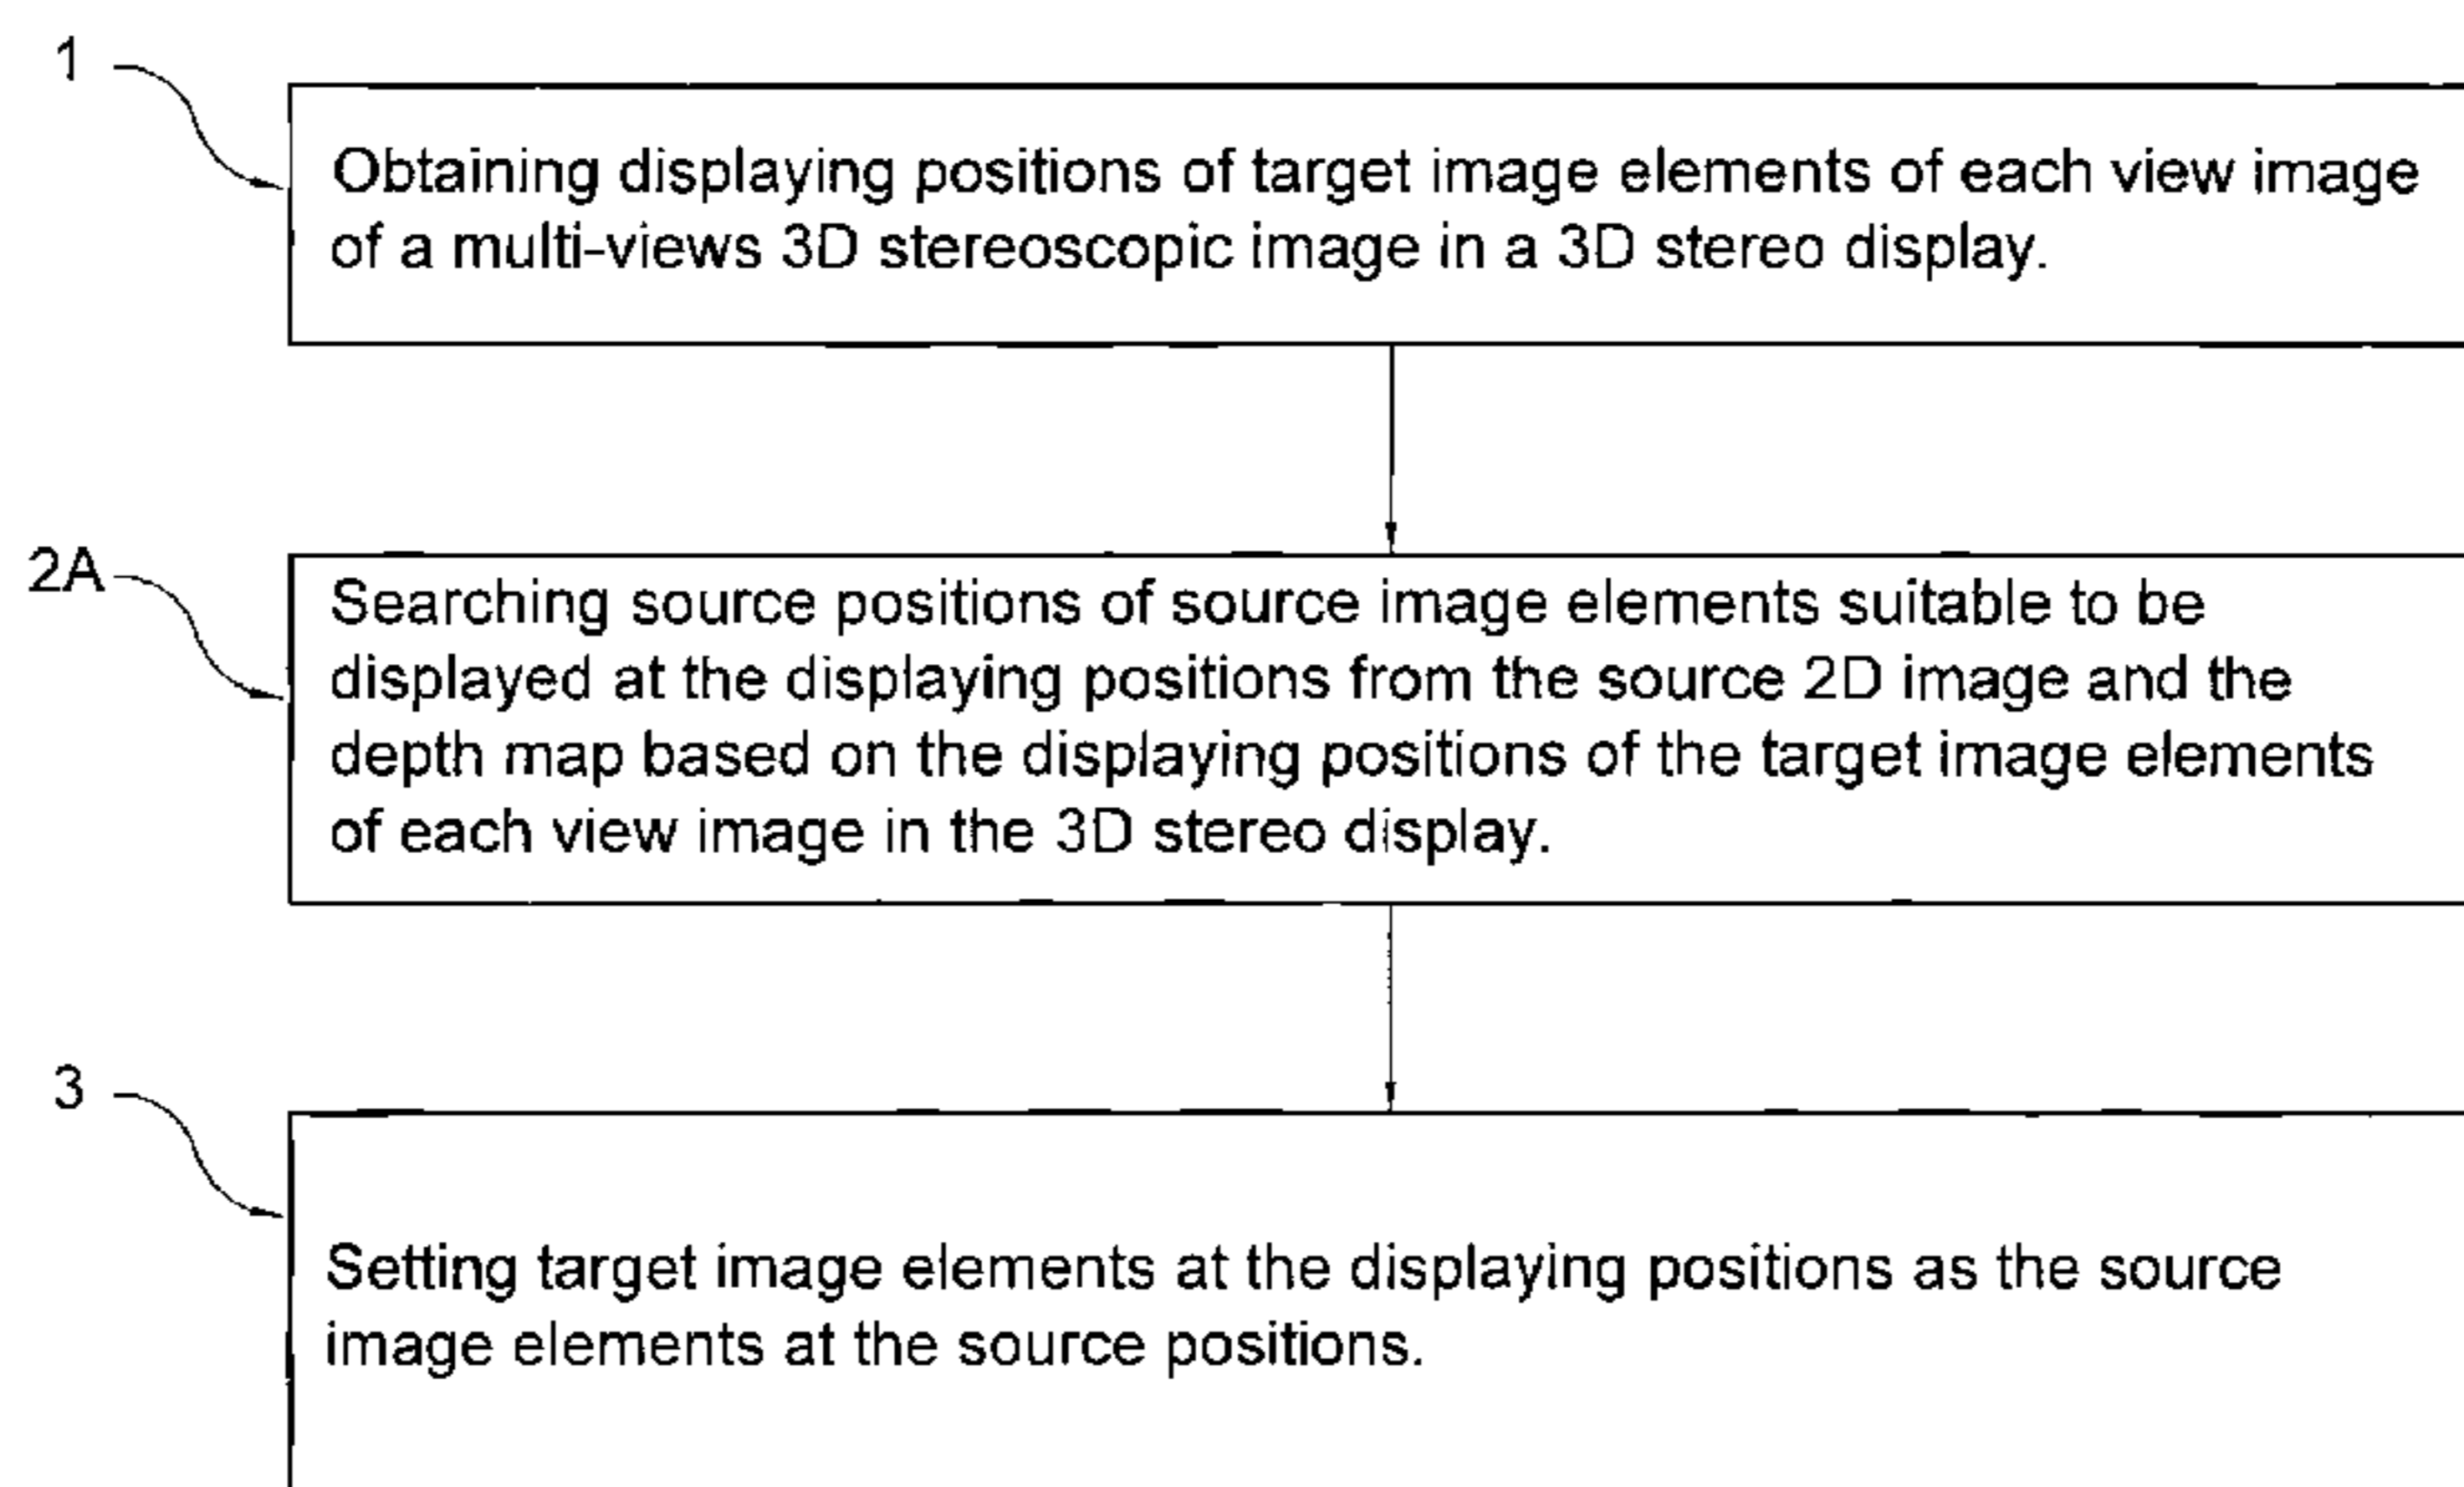 1
Obtaining displaying positions of target image elements of each view image
of a multi-views 3D stereoscopic image in a 3D stereo display.
2A
Searching source positions of source image elements suitable to be
displayed at the displaying positions from the source 2D image and the
depth map based on the displaying positions of the target image elements
of each view image in the 3D stereo display.
3
Setting target image elements at the displaying positions as the source
image elements at the source positions.